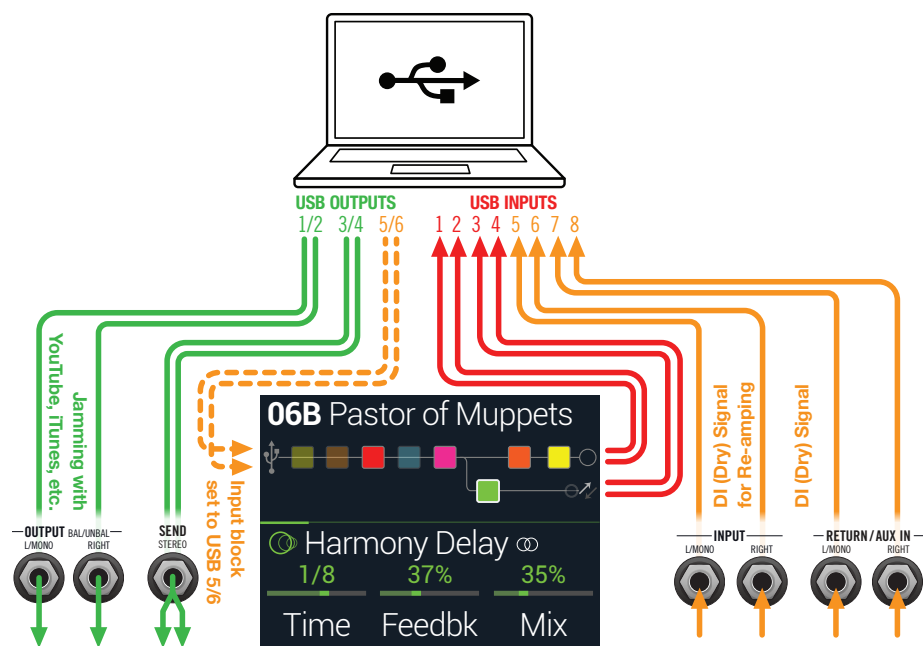 USB OUTPUTS
1/2 3/4 5/6
USB INPUTS
1 2 3 4 5 6 7 8
YouTube, iTunes, etc.
Jamming with
Input block
set to USB 5/6
06B Pastor of Muppets
Harmony Delay
1/8 37% 35%
Time Feedbk Mix
DI (Dry) Signal
for Re-amping
DI (Dry) Signal
OUTPUT BAL/UNBAL
L/MONO RIGHT
SEND
STEREO
INPUT
L/MONO RIGHT
RETURN/AUX IN
L/MONO RIGHT